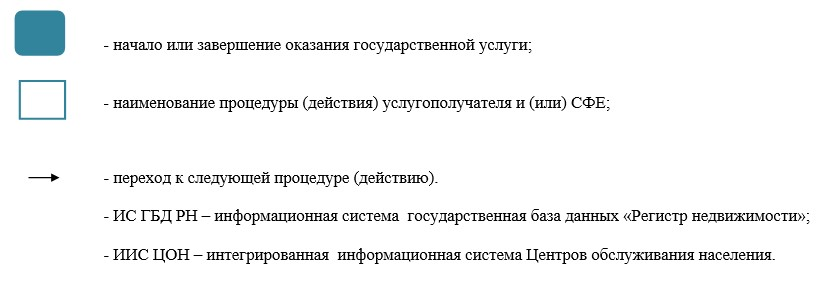 - начало или завершение оказания государственной услуги;
- наименование процедуры (действия) услугополучателя и (или) СФЕ;
- переход к следующей процедуре (действию).
- ИС ГБД РН – информационная система государственная база данных «Регистр недвижимости»;
- ИИС ЦОН – интегрированная информационная система Центров обслуживания населения.